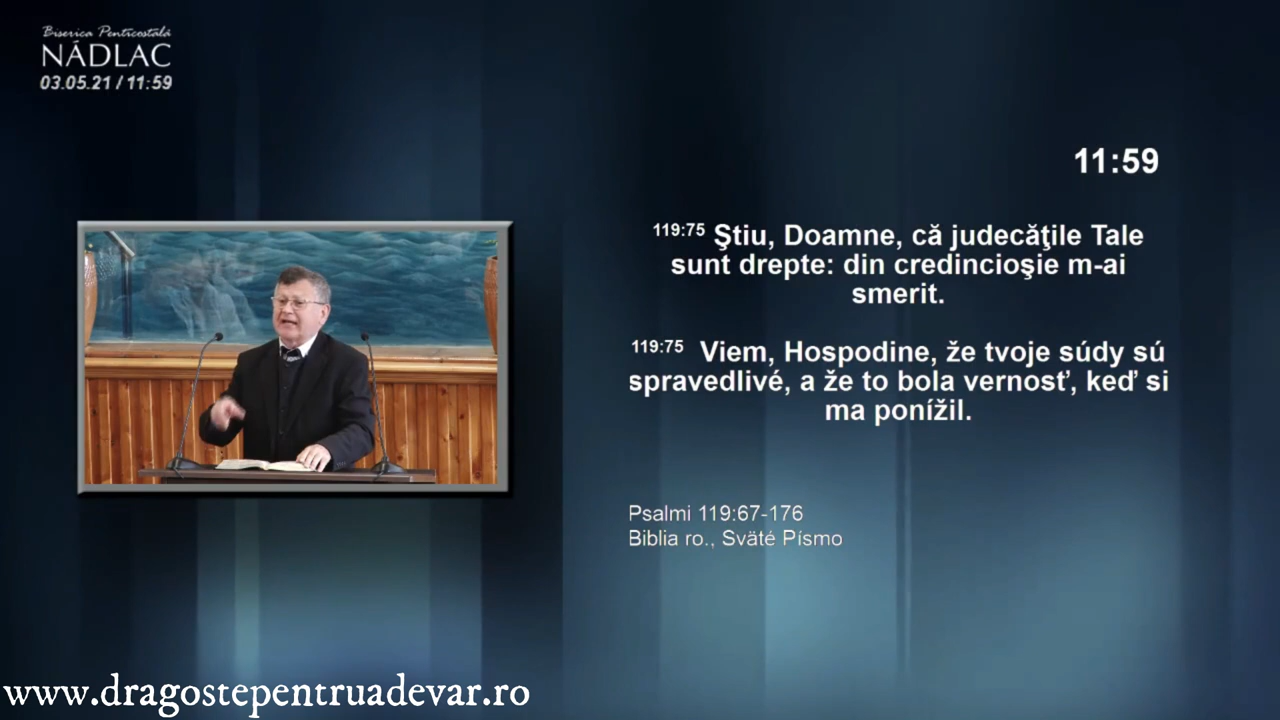 Biserica Penticostală
NĂDLAC
03.05.21 / 11:59
11:59
119:75 Ştiu, Doamne, că judecăţile Tale
sunt drepte: din credincioşie m-ai
smerit.
119:75 Viem, Hospodine, že tvoje súdy sú
spravedlivé, a že to bola vernosť, keď si
ma ponížil.
Psalmi 119:67-176
Biblia ro., Sväté Písmo
www.dragostepentruadevar.ro